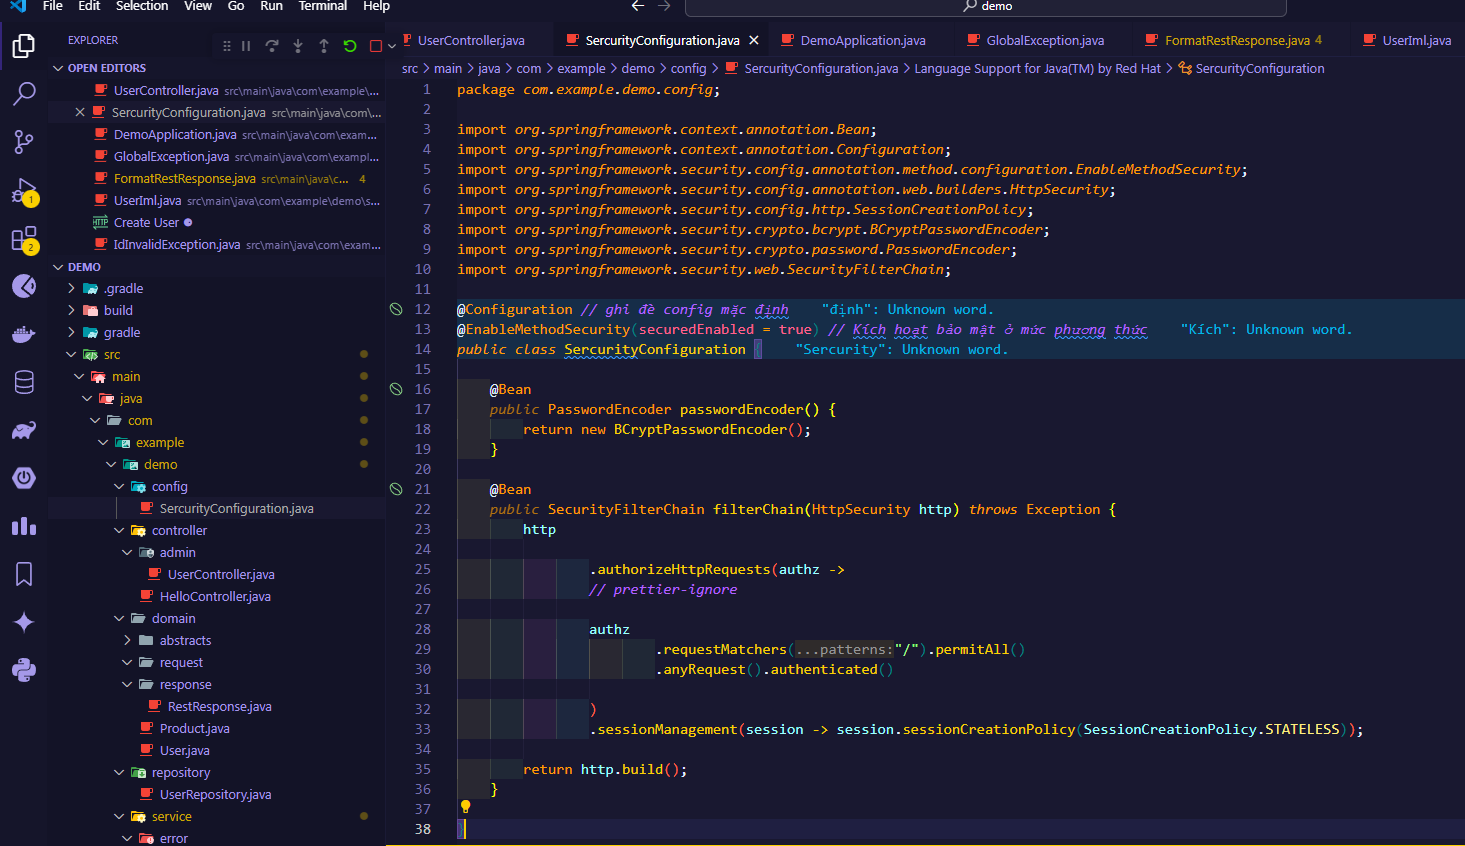 File Edit Selection View Go Run Terminal Help
demo
EXPLORER
UserController.java
SercurityConfiguration.java
DemoApplication.java
GlobalException.java
FormatRestResponse.java 4
UserIml.java
src > main > java > com > example > demo > config > SercurityConfiguration.java > Language Support for Java(TM) by Red Hat > SercurityConfiguration
OPEN EDITORS
UserController.java src\main\java\com\example\...
SercurityConfiguration.java src\main\java\com\...
DemoApplication.java src\main\java\com\exam...
GlobalException.java src\main\java\com\exampl...
FormatRestResponse.java src\main\java\c... 4
UserIml.java src\main\java\com\example\demo\s...
HTTP Create User
IdInvalidException.java src\main\java\com\exam...
DEMO
.gradle
build
gradle
src
main
java
com
example
demo
config
SercurityConfiguration.java
controller
admin
UserController.java
HelloController.java
domain
abstracts
request
response
RestResponse.java
Product.java
User.java
repository
UserRepository.java
service
error
1
2
1 package com.example.demo.config;
2
3 import org.springframework.context.annotation.Bean;
4 import org.springframework.context.annotation.Configuration;
5 import org.springframework.security.config.annotation.method.configuration.EnableMethodSecurity;
6 import org.springframework.security.config.annotation.web.builders.HttpSecurity;
7 import org.springframework.security.config.http.SessionCreationPolicy;
8 import org.springframework.security.crypto.bcrypt.BCryptPasswordEncoder;
9 import org.springframework.security.crypto.password.PasswordEncoder;
10 import org.springframework.security.web.SecurityFilterChain;
11
12 @Configuration // ghi đè config mặc định "định": Unknown word.
13 @EnableMethodSecurity(securedEnabled = true) // Kích hoạt bảo mật ở mức phương thức "Kích": Unknown word.
14 public class SercurityConfiguration { "Sercurity": Unknown word.
15
16 @Bean
17 public PasswordEncoder passwordEncoder() {
18 return new BCryptPasswordEncoder();
19 }
20
21 @Bean
22 public SecurityFilterChain filterChain(HttpSecurity http) throws Exception {
23 http
24
25 .authorizeHttpRequests(authz ->
26 // prettier-ignore
27
28 authz
29 .requestMatchers(...patterns:"/").permitAll()
30 .anyRequest().authenticated()
31
32 )
33 .sessionManagement(session -> session.sessionCreationPolicy(SessionCreationPolicy.STATELESS));
34
35 return http.build();
36 }
37
38 }